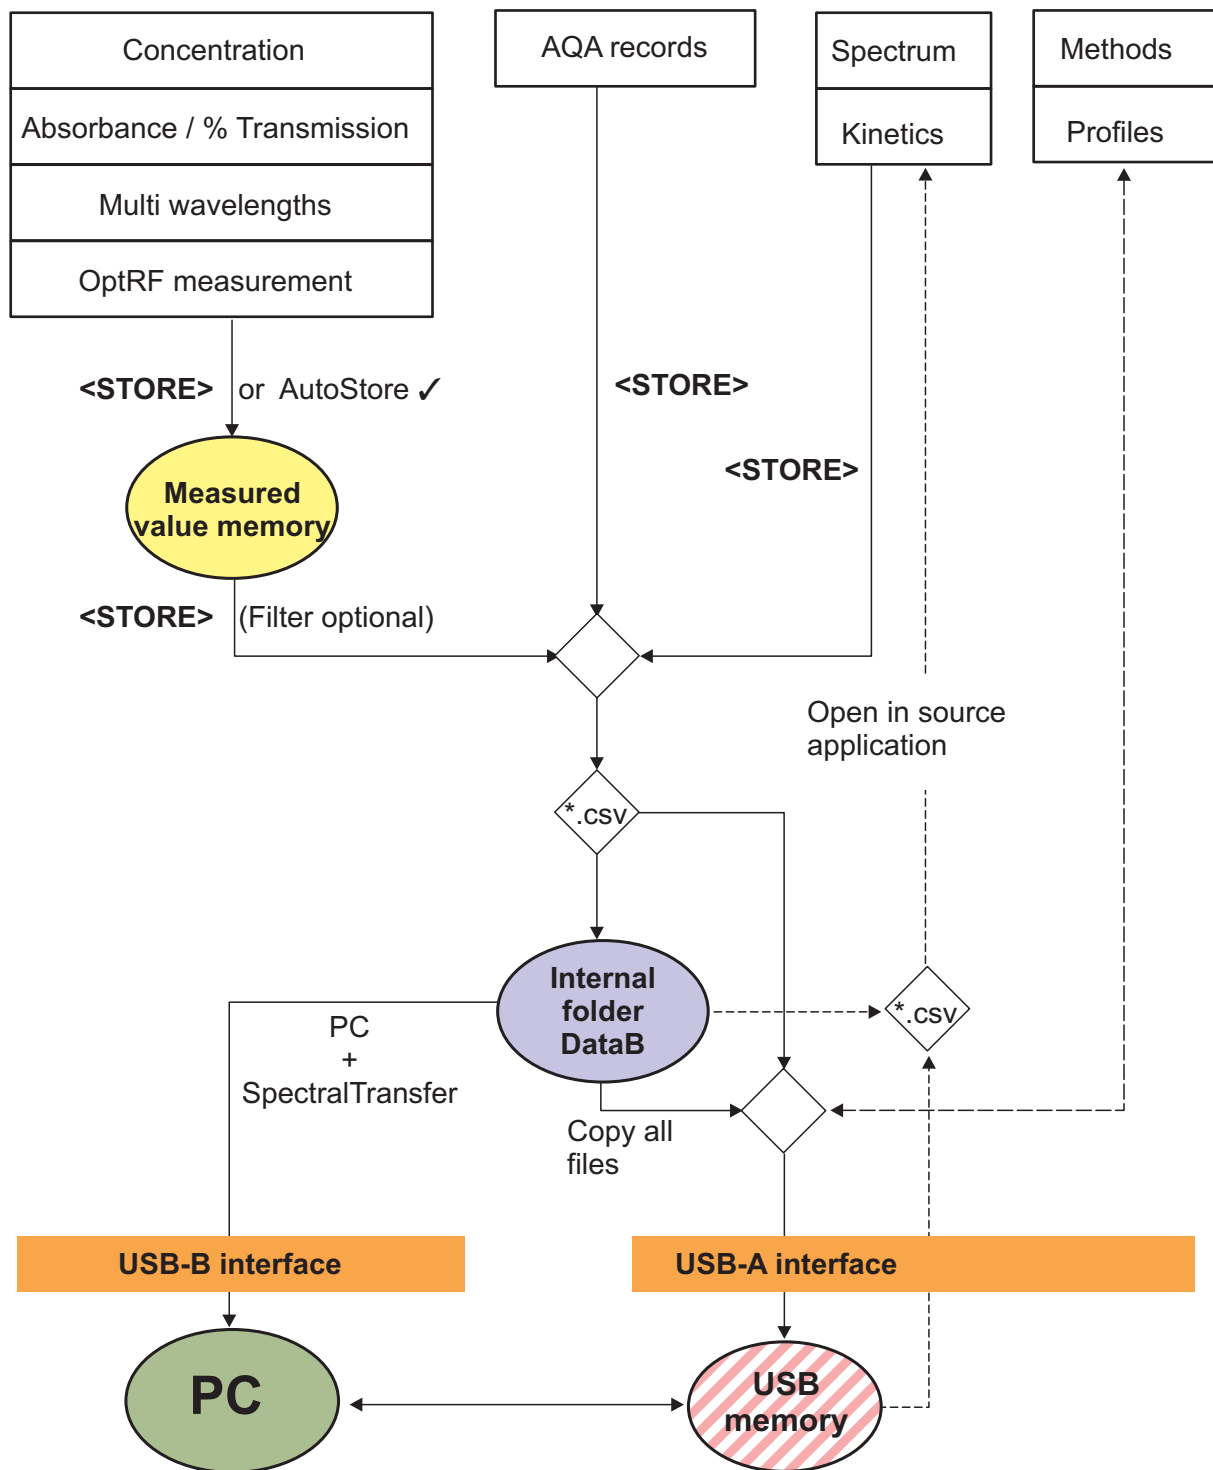 Concentration
Absorbance / % Transmission
Multi wavelengths
OptRF measurement
AQA records
Spectrum
Kinetics
Methods
Profiles
<STORE> or AutoStore ✓
<STORE>
<STORE>
Measured
value memory
<STORE> (Filter optional)
Open in source
application
*.csv
Internal
folder
DataB
*.csv
PC
+
SpectralTransfer
Copy all
files
USB-B interface
USB-A interface
PC
USB
memory